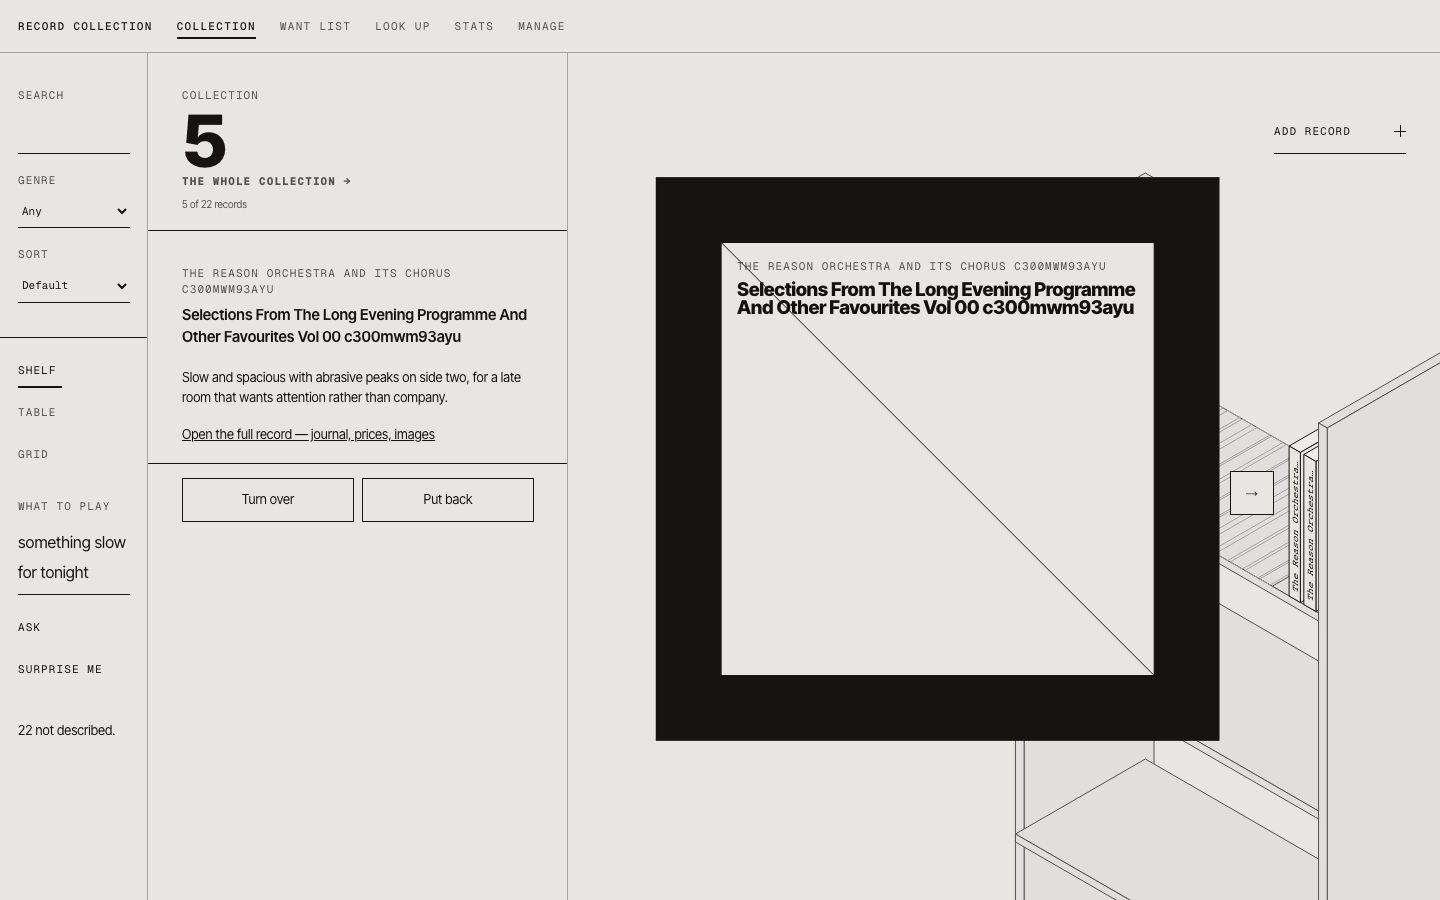 RECORD COLLECTION
COLLECTION
WANT LIST
LOOK UP
STATS
MANAGE
SEARCH
GENRE
Any
SORT
Default
SHELF
TABLE
GRID
WHAT TO PLAY
something slow
for tonight
ASK
SURPRISE ME
22 not described.
COLLECTION
5
THE WHOLE COLLECTION →
5 of 22 records
THE REASON ORCHESTRA AND ITS CHORUS
C300MWM93AYU
Selections From The Long Evening Programme And
Other Favourites Vol 00 c300mwm93ayu
Slow and spacious with abrasive peaks on side two, for a late
room that wants attention rather than company.
Open the full record — journal, prices, images
Turn over
Put back
ADD RECORD +
THE REASON ORCHESTRA AND ITS CHORUS C300MWM93AYU
Selections From The Long Evening Programme
And Other Favourites Vol 00 c300mwm93ayu
→
The Reason Orchestra…
The Reason Orchestra…